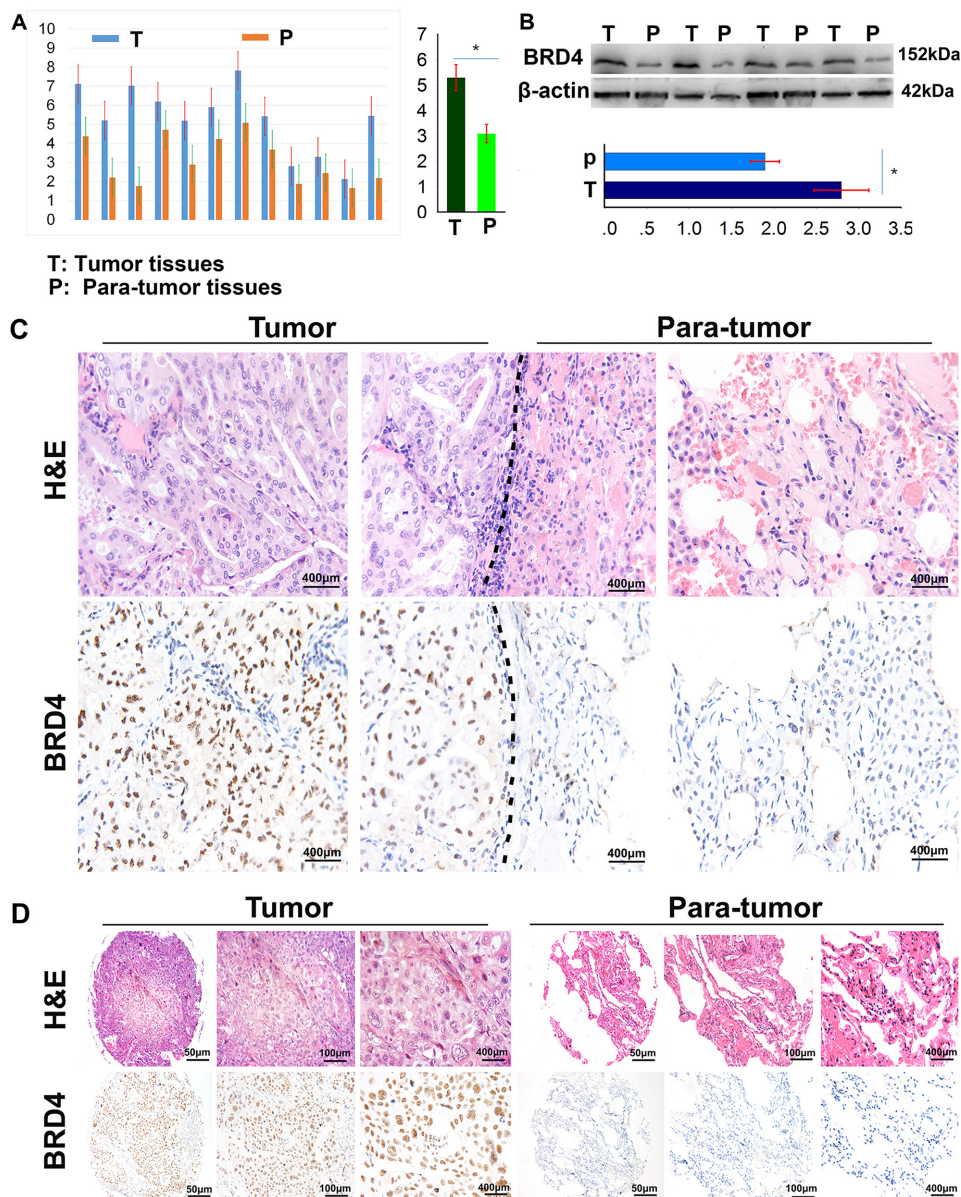 A
T P
10
9
8
7
6
5
4
3
2
1
0
*
7
6
5
4
3
2
1
0
T P
T: Tumor tissues
P: Para-tumor tissues
B
T P T P T P T P
BRD4 152kDa
β-actin 42kDa
p
T
*
.0 .5 1.0 1.5 2.0 2.5 3.0 3.5
C
Tumor Para-tumor
H&E
400μm 400μm 400μm
BRD4
400μm 400μm 400μm
D
Tumor Para-tumor
H&E
50μm 100μm 400μm 50μm 100μm 400μm
BRD4
50μm 100μm 400μm 50μm 100μm 400μm